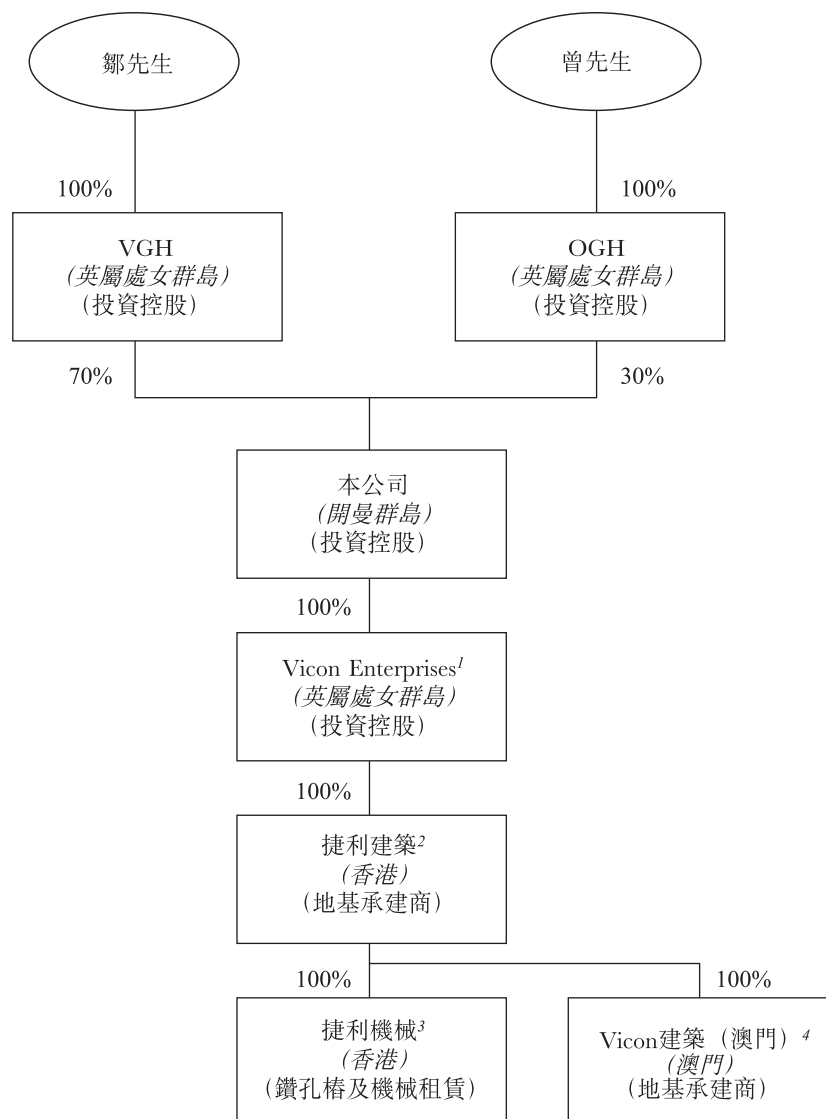 鄒先生
曾先生
100%
100%
VGH
(英屬處女群島)
(投資控股)
OGH
(英屬處女群島)
(投資控股)
70%
30%
本公司
(開曼群島)
(投資控股)
100%
Vicon Enterprises1
(英屬處女群島)
(投資控股)
100%
捷利建築2
(香港)
(地基承建商)
100%
100%
捷利機械3
(香港)
(鑽孔樁及機械租賃)
Vicon建築(澳門)4
(澳門)
(地基承建商)